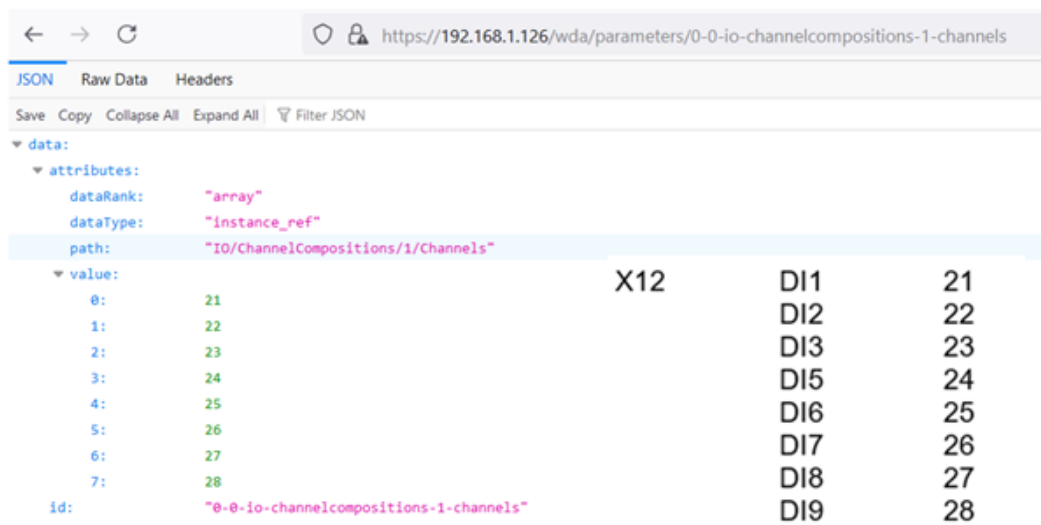 https://192.168.1.126/wda/parameters/0-0-io-channelcompositions-1-channels
JSON Raw Data Headers
Save Copy Collapse All Expand All Filter JSON
data:
attributes:
dataRank: "array"
dataType: "instance_ref"
path: "IO/ChannelCompositions/1/Channels"
value:
0: 21
1: 22
2: 23
3: 24
4: 25
5: 26
6: 27
7: 28
id: "0-0-io-channelcompositions-1-channels"
X12 DI1 21
DI2 22
DI3 23
DI5 24
DI6 25
DI7 26
DI8 27
DI9 28